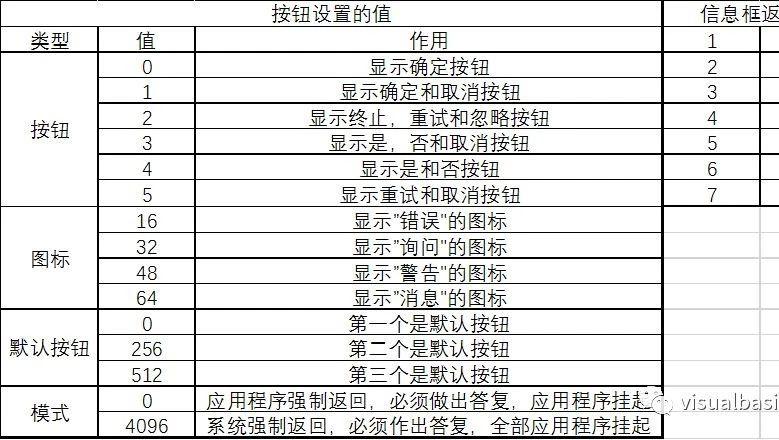 按钮设置的值 信息框返
类型 值 作用 1
按钮 0 显示确定按钮 2
1 显示确定和取消按钮 3
2 显示终止，重试和忽略按钮 4
3 显示是，否和取消按钮 5
4 显示是和否按钮 6
5 显示重试和取消按钮 7
图标 16 显示”错误"的图标
32 显示”询问"的图标
48 显示”警告"的图标
64 显示”消息"的图标
默认按钮 0 第一个是默认按钮
256 第二个是默认按钮
512 第三个是默认按钮
模式 0 应用程序强制返回，必须做出答复，应用程序挂起
4096 系统强制返回，必须作出答复，全部应用程序挂起
visualbasi